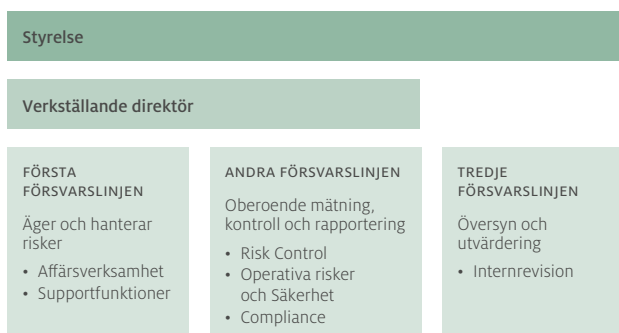 Styrelse
Verkställande direktör
FÖRSTA
FÖRSVARSLINJEN
Äger och hanterar
risker
• Affärsverksamhet
• Supportfunktioner
ANDRA FÖRSVARSLINJEN
Oberoende mätning,
kontroll och rapportering
• Risk Control
• Operativa risker
och Säkerhet
• Compliance
TREDJE
FÖRSVARSLINJEN
Översyn och
utvärdering
• Internrevision